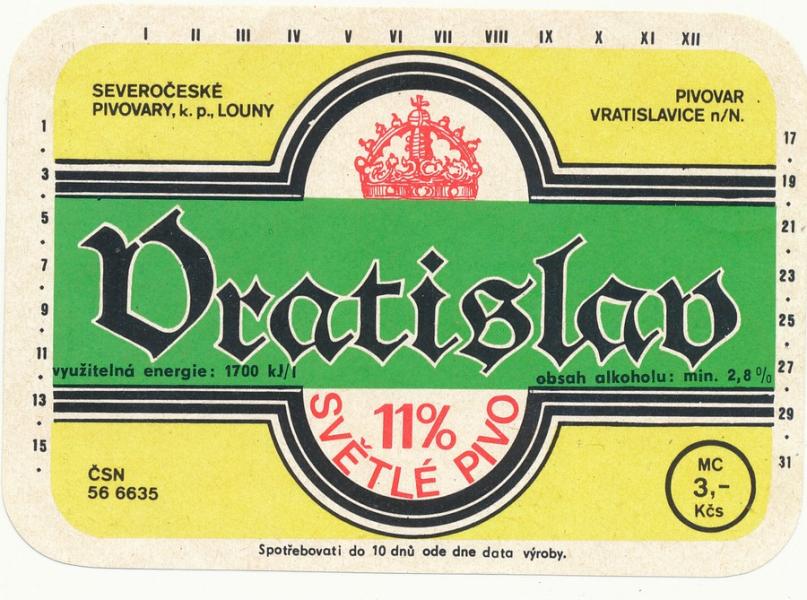 I II III IV V VI VII VIII IX X XI XII
SEVEROČESKÉ
PIVOVARY, k. p., LOUNY
PIVOVAR
VRATISLAVICE n/N.
1
3
5
7
9
11
13
15
17
19
21
23
25
27
29
31
Vratislav
využitelná energie: 1700 kJ/l
obsah alkoholu: min. 2,8%
11%
SVĚTLÉ PIVO
ČSN
56 6635
MC
3,-
Kčs
Spotřebovati do 10 dnů ode dne data výroby.